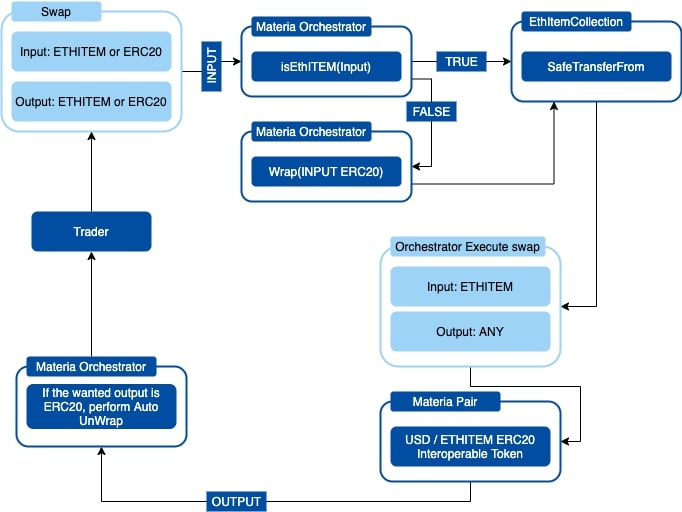 Swap
Input: ETHITEM or ERC20
Output: ETHITEM or ERC20
INPUT
Materia Orchestrator
isEthITEM(Input)
TRUE
FALSE
EthItemCollection
SafeTransferFrom
Materia Orchestrator
Wrap(INPUT ERC20)
Trader
Orchestrator Execute swap
Input: ETHITEM
Output: ANY
Materia Orchestrator
If the wanted output is
ERC20, perform Auto
UnWrap
Materia Pair
USD / ETHITEM ERC20
Interoperable Token
OUTPUT